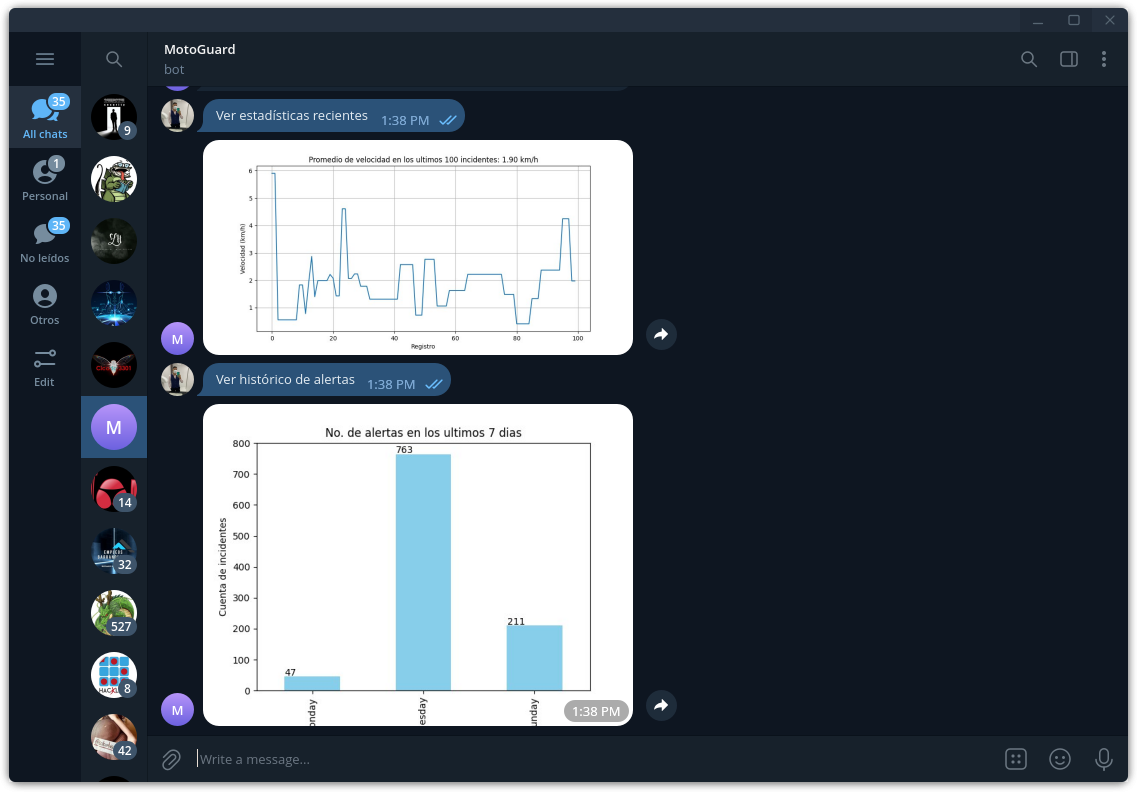 MotoGuard
bot
35
All chats
1
Personal
35
No leídos
Otros
Edit
9
14
32
527
HACK
8
42
Ver estadísticas recientes 1:38 PM
Promedio de velocidad en los ultimos 100 incidentes: 1.90 km/h
Velocidad (km/h)
6
5
4
3
2
1
0 20 40 60 80 100
Registro
M
Ver histórico de alertas 1:38 PM
M
No. de alertas en los ultimos 7 dias
Cuenta de incidentes
800
700
600
500
400
300
200
100
0
47
763
211
onday
esday
unday
1:38 PM
M
Write a message...